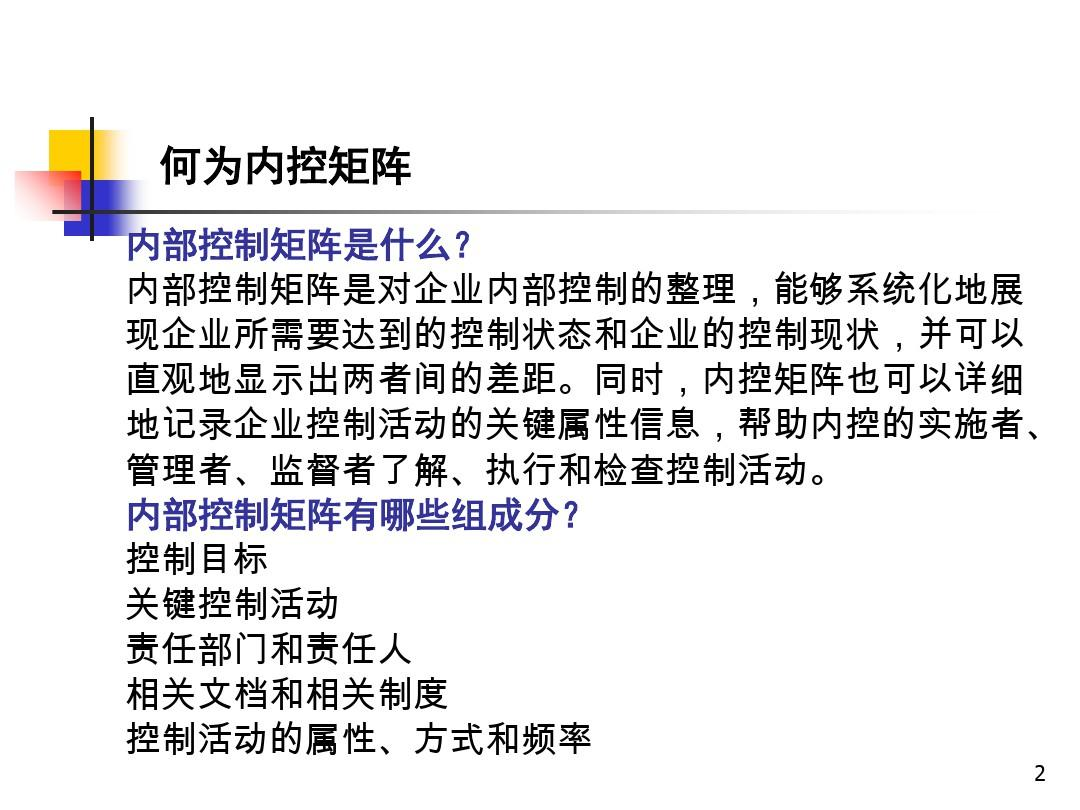 何为内控矩阵
内部控制矩阵是什么？
内部控制矩阵是对企业内部控制的整理，能够系统化地展
现企业所需要达到的控制状态和企业的控制现状，并可以
直观地显示出两者间的差距。同时，内控矩阵也可以详细
地记录企业控制活动的关键属性信息，帮助内控的实施者、
管理者、监督者了解、执行和检查控制活动。
内部控制矩阵有哪些组成分？
控制目标
关键控制活动
责任部门和责任人
相关文档和相关制度
控制活动的属性、方式和频率
2